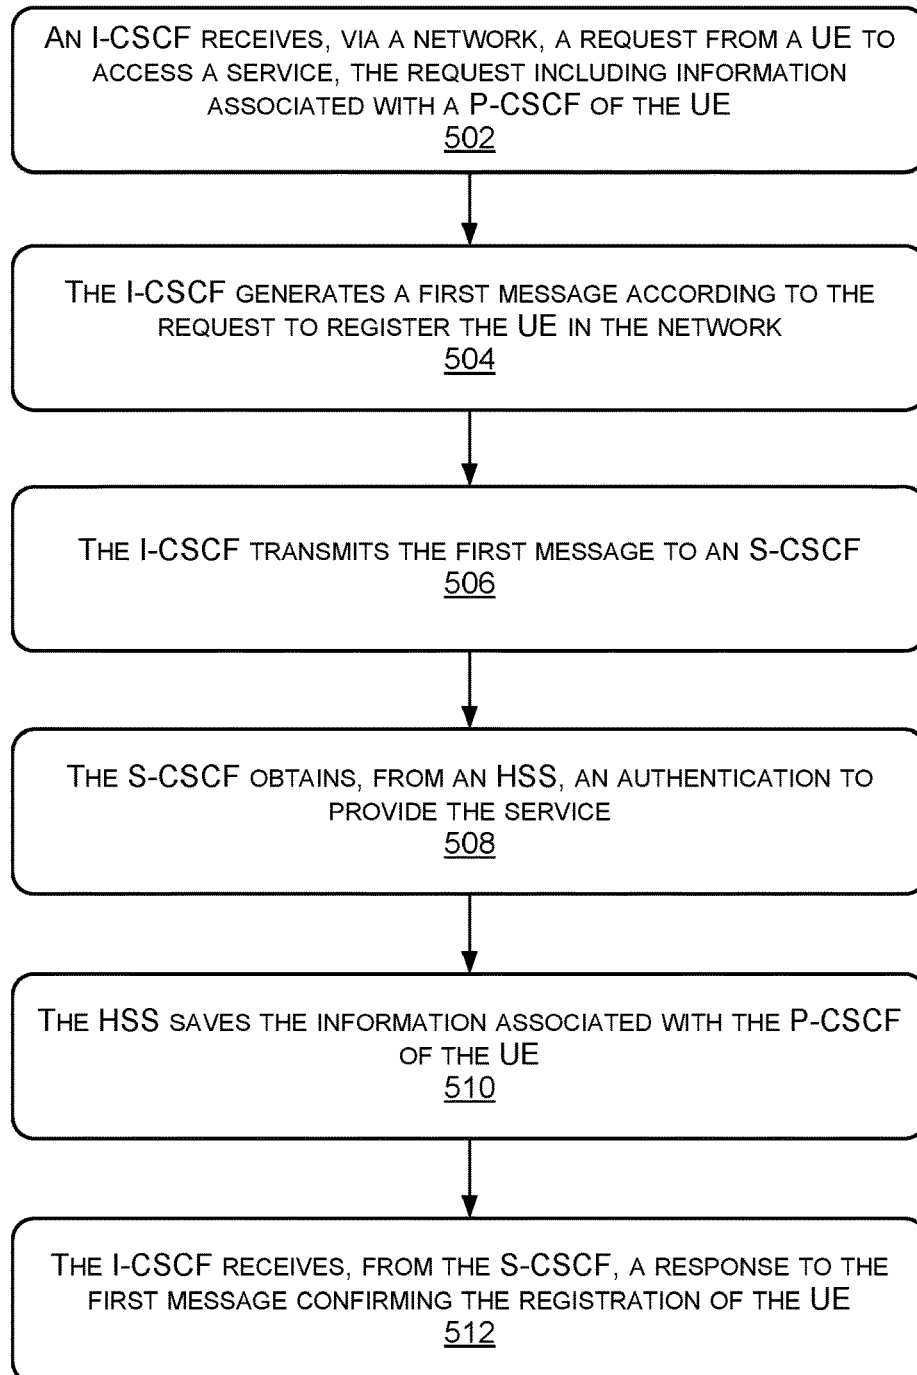 AN I-CSCF RECEIVES, VIA A NETWORK, A REQUEST FROM A UE TO
ACCESS A SERVICE, THE REQUEST INCLUDING INFORMATION
ASSOCIATED WITH A P-CSCF OF THE UE
502
THE I-CSCF GENERATES A FIRST MESSAGE ACCORDING TO THE
REQUEST TO REGISTER THE UE IN THE NETWORK
504
THE I-CSCF TRANSMITS THE FIRST MESSAGE TO AN S-CSCF
506
THE S-CSCF OBTAINS, FROM AN HSS, AN AUTHENTICATION TO
PROVIDE THE SERVICE
508
THE HSS SAVES THE INFORMATION ASSOCIATED WITH THE P-CSCF
OF THE UE
510
THE I-CSCF RECEIVES, FROM THE S-CSCF, A RESPONSE TO THE
FIRST MESSAGE CONFIRMING THE REGISTRATION OF THE UE
512